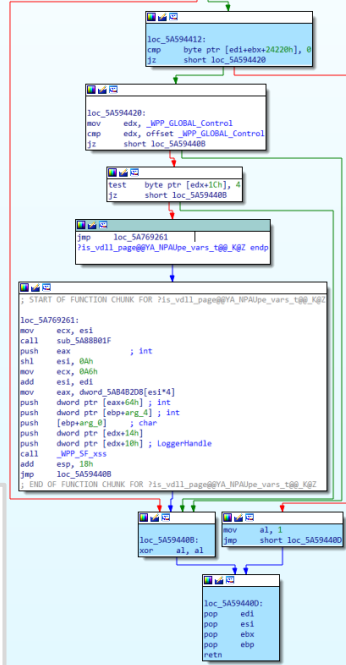 loc_5A594412:
cmp     byte ptr [edi+ebx+24220h], 0
jz      short loc_5A594420
loc_5A594420:
mov     edx, _WPP_GLOBAL_Control
cmp     edx, offset _WPP_GLOBAL_Control
jz      short loc_5A59440B
test    byte ptr [edx+1Ch], 4
jz      short loc_5A59440B
jmp     loc_5A769261
?is_vdll_page@@YA_NPAUpe_vars_t@@_K@Z endp
; START OF FUNCTION CHUNK FOR ?is_vdll_page@@YA_NPAUpe_vars_t@@_K@Z
loc_5A769261:
mov     ecx, esi
call    sub_5A88B01F
push    eax             ; int
shl     esi, 0Ah
mov     ecx, 0A6h
add     esi, edi
mov     eax, dword_5AB4B2D8[esi*4]
push    dword ptr [eax+64h] ; int
push    dword ptr [ebp+arg_4] ; int
push    [ebp+arg_0]     ; char
push    dword ptr [edx+14h]
push    dword ptr [edx+10h] ; LoggerHandle
call    _WPP_SF_xss
add     esp, 18h
jmp     loc_5A59440B
; END OF FUNCTION CHUNK FOR ?is_vdll_page@@YA_NPAUpe_vars_t@@_K@Z
loc_5A59440B:
xor     al, al
mov     al, 1
jmp     short loc_5A59440D
loc_5A59440D:
pop     edi
pop     esi
pop     ebx
pop     ebp
retn